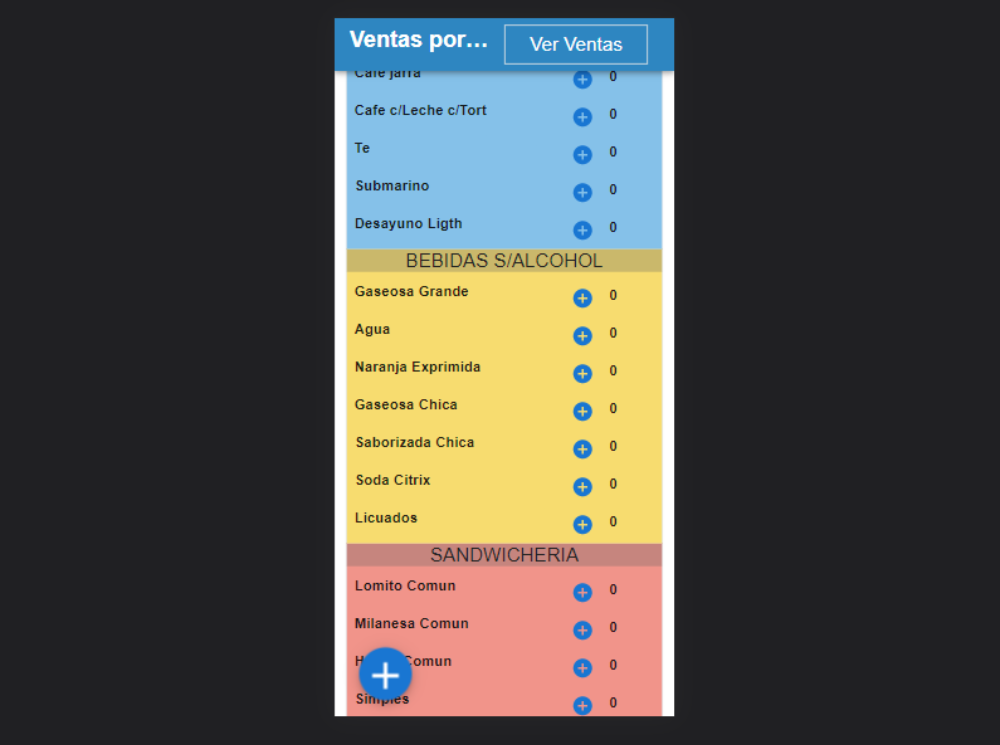 Ventas por...
Ver Ventas
Cafe jarra 0
Cafe c/Leche c/Tort 0
Te 0
Submarino 0
Desayuno Ligth 0
BEBIDAS S/ALCOHOL
Gaseosa Grande 0
Agua 0
Naranja Exprimida 0
Gaseosa Chica 0
Saborizada Chica 0
Soda Citrix 0
Licuados 0
SANDWICHERIA
Lomito Comun 0
Milanesa Comun 0
Comun 0
Simples 0